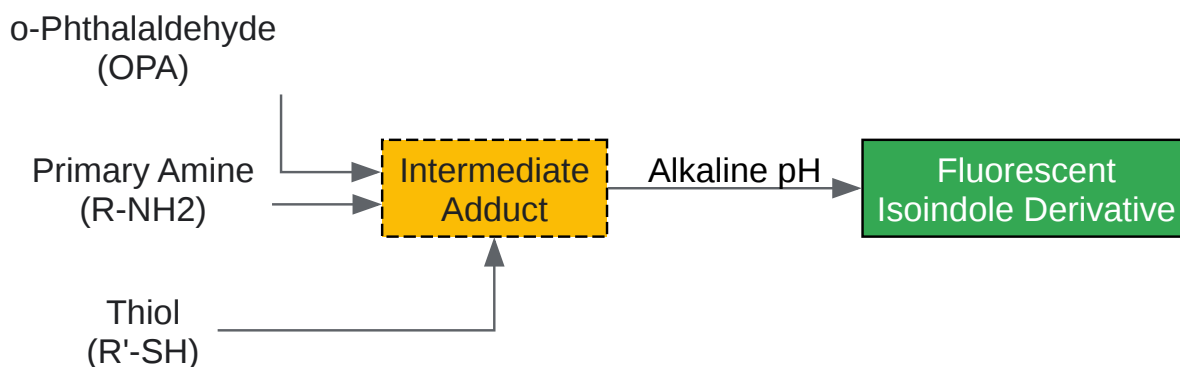 o-Phthalaldehyde
(OPA)
Primary Amine
(R-NH2)
Thiol
(R'-SH)
Intermediate
Adduct
Alkaline pH
Fluorescent
Isoindole Derivative